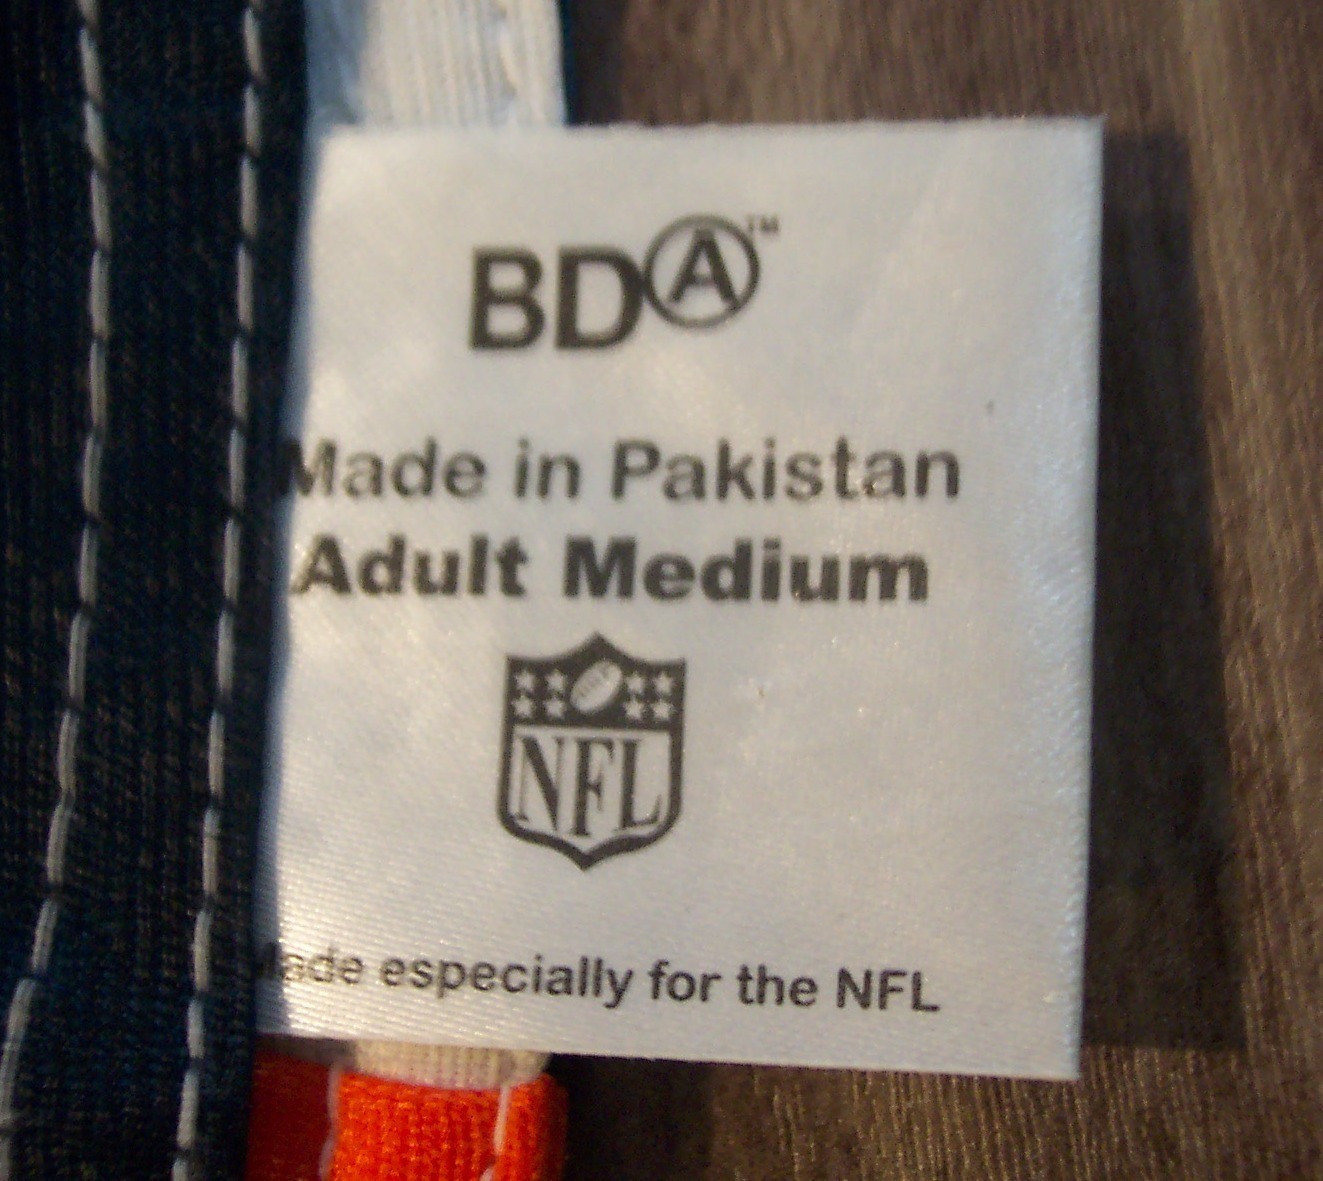 BDA™
Made in Pakistan
Adult Medium
NFL
Made especially for the NFL